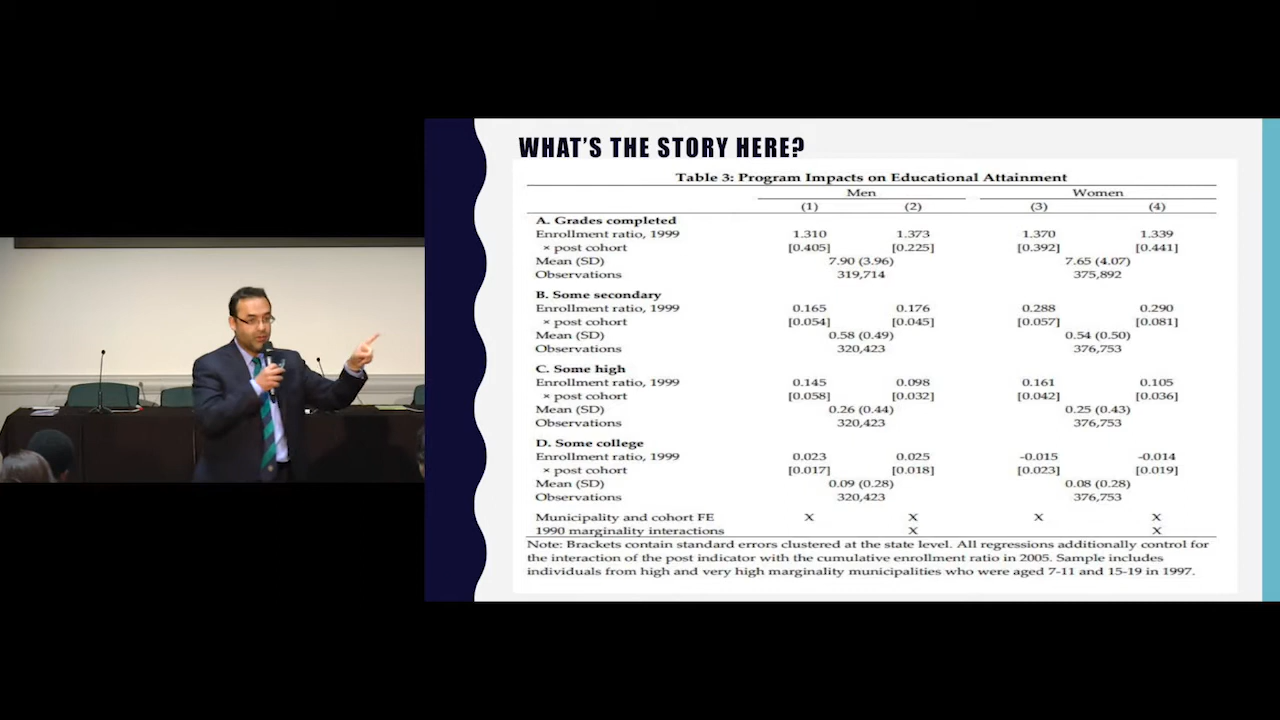 WHAT'S THE STORY HERE?
Table 3: Program Impacts on Educational Attainment
Men Women
(1) (2) (3) (4)
A. Grades completed
Enrollment ratio, 1999 1.310 1.373 1.370 1.339
× post cohort [0.405] [0.225] [0.392] [0.441]
Mean (SD) 7.90 (3.96) 7.65 (4.07)
Observations 319,714 375,892
B. Some secondary
Enrollment ratio, 1999 0.165 0.176 0.288 0.290
× post cohort [0.054] [0.045] [0.057] [0.081]
Mean (SD) 0.58 (0.49) 0.54 (0.50)
Observations 320,423 376,753
C. Some high
Enrollment ratio, 1999 0.145 0.098 0.161 0.105
× post cohort [0.058] [0.032] [0.042] [0.036]
Mean (SD) 0.26 (0.44) 0.25 (0.43)
Observations 320,423 376,753
D. Some college
Enrollment ratio, 1999 0.023 0.025 -0.015 -0.014
× post cohort [0.017] [0.018] [0.023] [0.019]
Mean (SD) 0.09 (0.28) 0.08 (0.28)
Observations 320,423 376,753
Municipality and cohort FE X X X X
1990 marginality interactions X X
Note: Brackets contain standard errors clustered at the state level. All regressions additionally control for
the interaction of the post indicator with the cumulative enrollment ratio in 2005. Sample includes
individuals from high and very high marginality municipalities who were aged 7-11 and 15-19 in 1997.